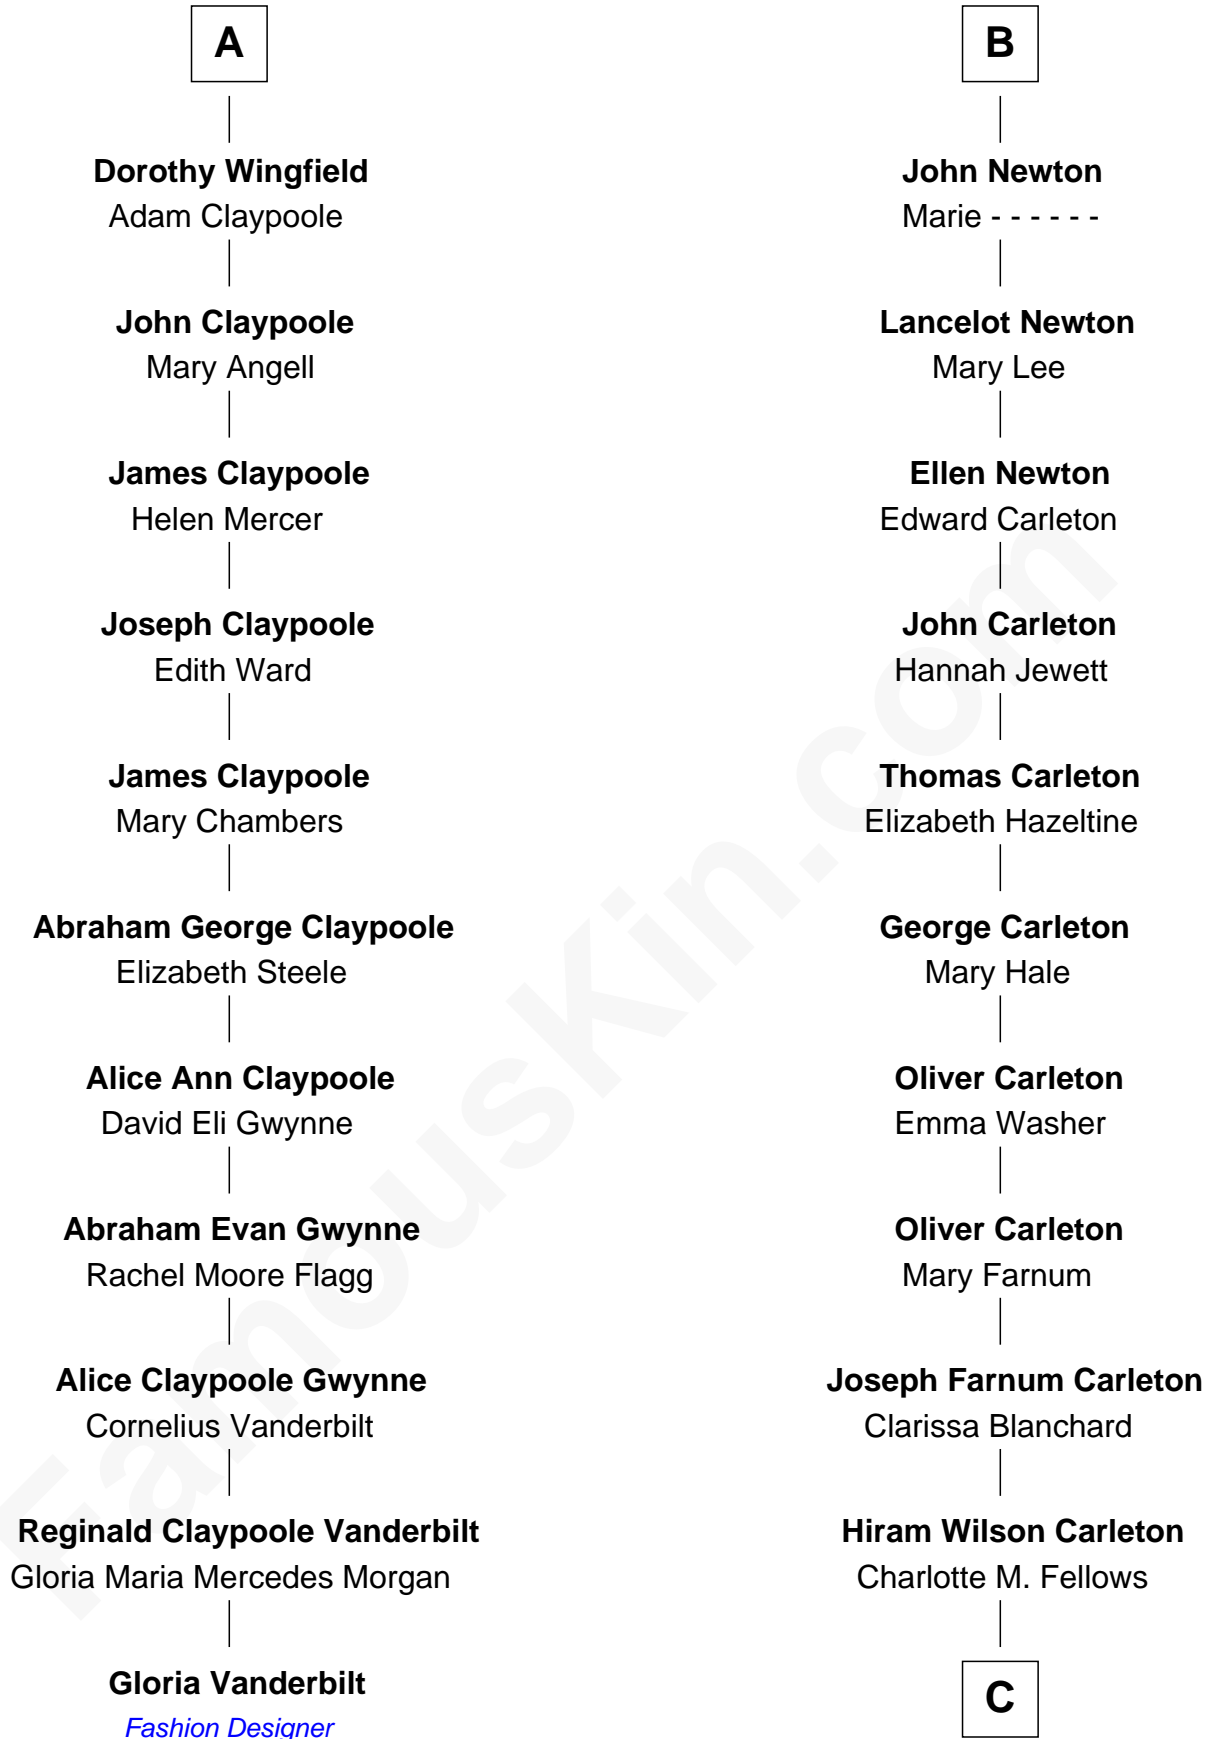 A
Dorothy Wingfield
Adam Claypoole
John Claypoole
Mary Angell
James Claypoole
Helen Mercer
Joseph Claypoole
Edith Ward
James Claypoole
Mary Chambers
Abraham George Claypoole
Elizabeth Steele
Alice Ann Claypoole
David Eli Gwynne
Abraham Evan Gwynne
Rachel Moore Flagg
Alice Claypoole Gwynne
Cornelius Vanderbilt
Reginald Claypoole Vanderbilt
Gloria Maria Mercedes Morgan
Gloria Vanderbilt
Fashion Designer
B
John Newton
Marie - - - - - -
Lancelot Newton
Mary Lee
Ellen Newton
Edward Carleton
John Carleton
Hannah Jewett
Thomas Carleton
Elizabeth Hazeltine
George Carleton
Mary Hale
Oliver Carleton
Emma Washer
Oliver Carleton
Mary Farnum
Joseph Farnum Carleton
Clarissa Blanchard
Hiram Wilson Carleton
Charlotte M. Fellows
C
FamousKin.com